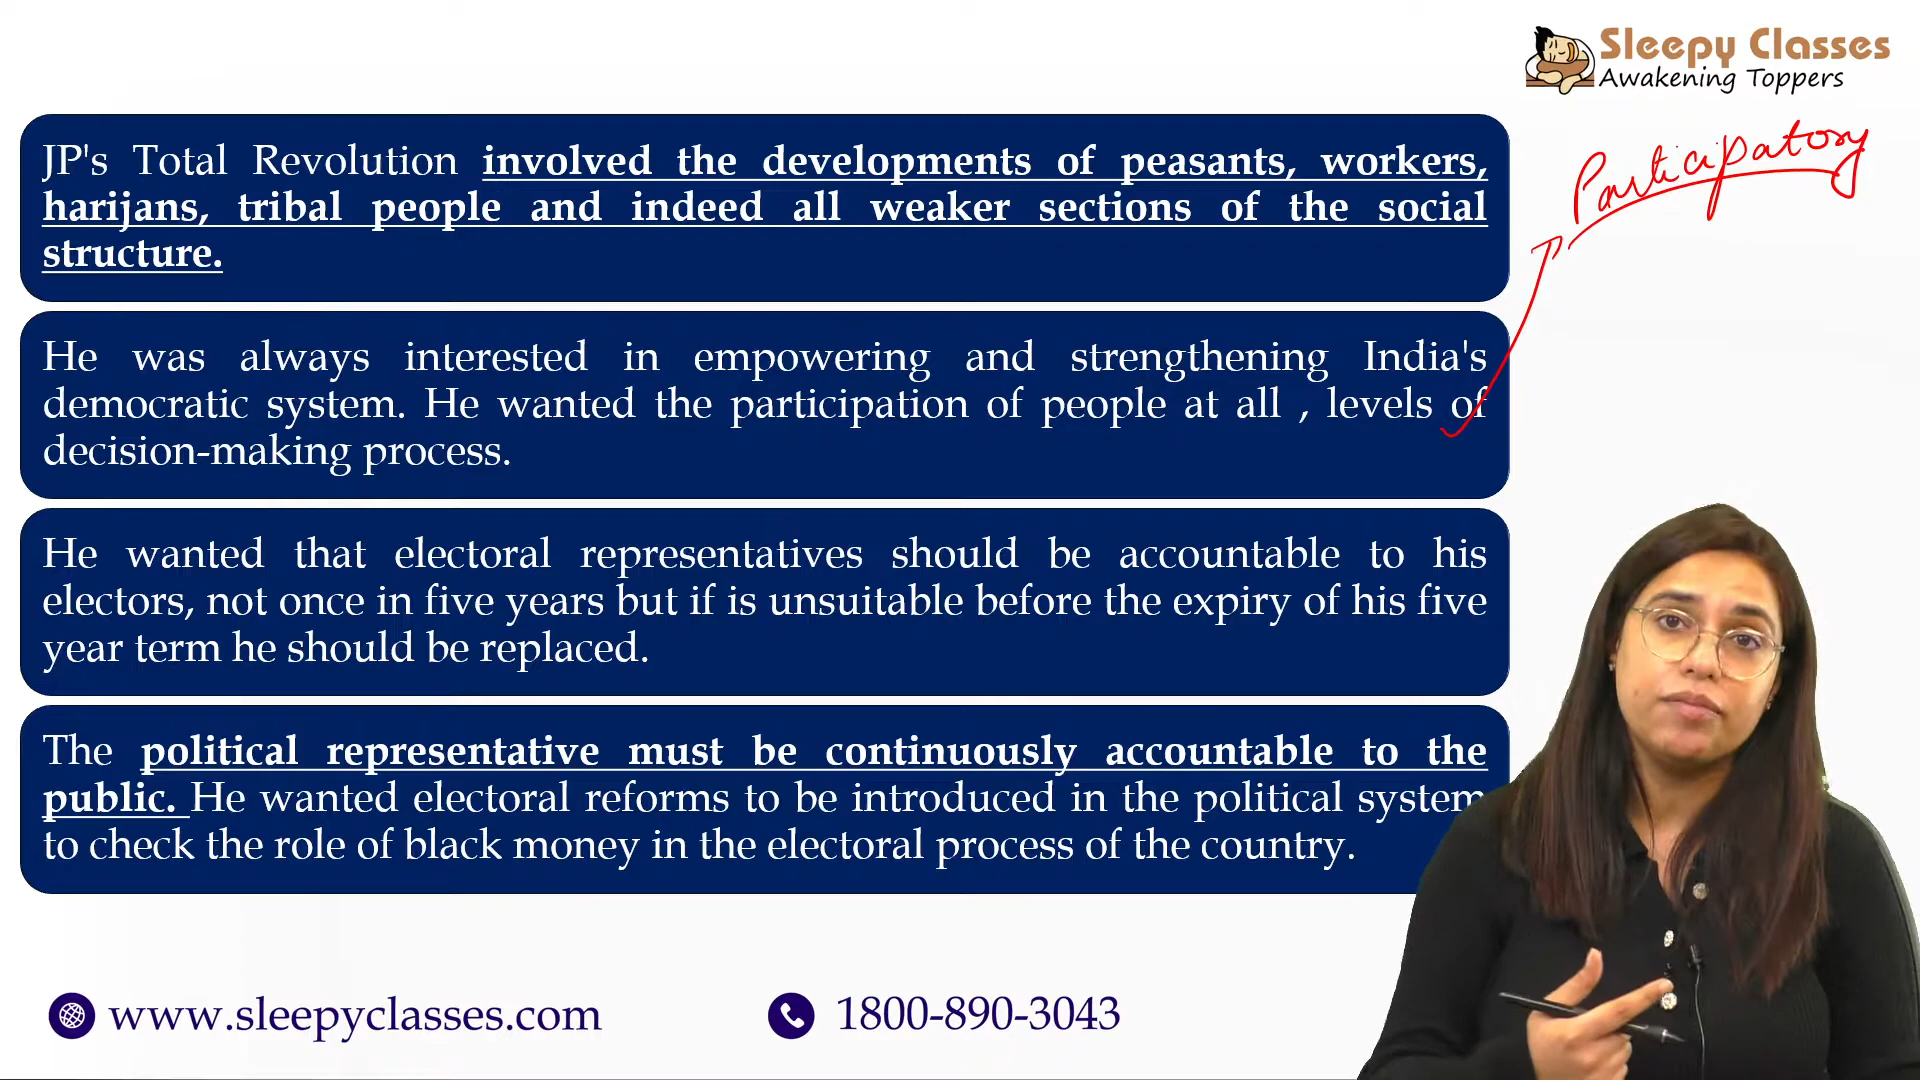 Sleepy Classes
Awakening Toppers
Participatory
JP's Total Revolution involved the developments of peasants, workers,
harijans, tribal people and indeed all weaker sections of the social
structure.
He was always interested in empowering and strengthening India's
democratic system. He wanted the participation of people at all , levels of
decision-making process.
He wanted that electoral representatives should be accountable to his
electors, not once in five years but if is unsuitable before the expiry of his five
year term he should be replaced.
The political representative must be continuously accountable to the
public. He wanted electoral reforms to be introduced in the political system
to check the role of black money in the electoral process of the country.
www.sleepyclasses.com
1800-890-3043